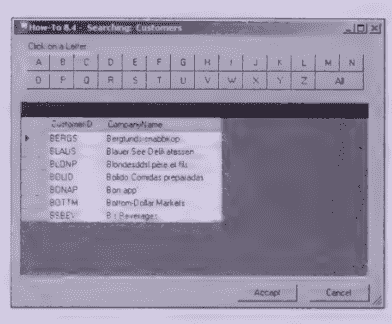 How-To 8.4 - Searching: Customers
Click on a Letter
A B C D E F G H I J K L M N
O P Q R S T U V W X Y Z All
CustomerID CompanyName
BERGS Berglunds snabbköp
BLAUS Blauer See Delikatessen
BLONP Blondesddsl père et fils
BOLID Bólido Comidas preparadas
BONAP Bon app'
BOTTM Bottom-Dollar Markets
BSBEV B's Beverages
Accept Cancel